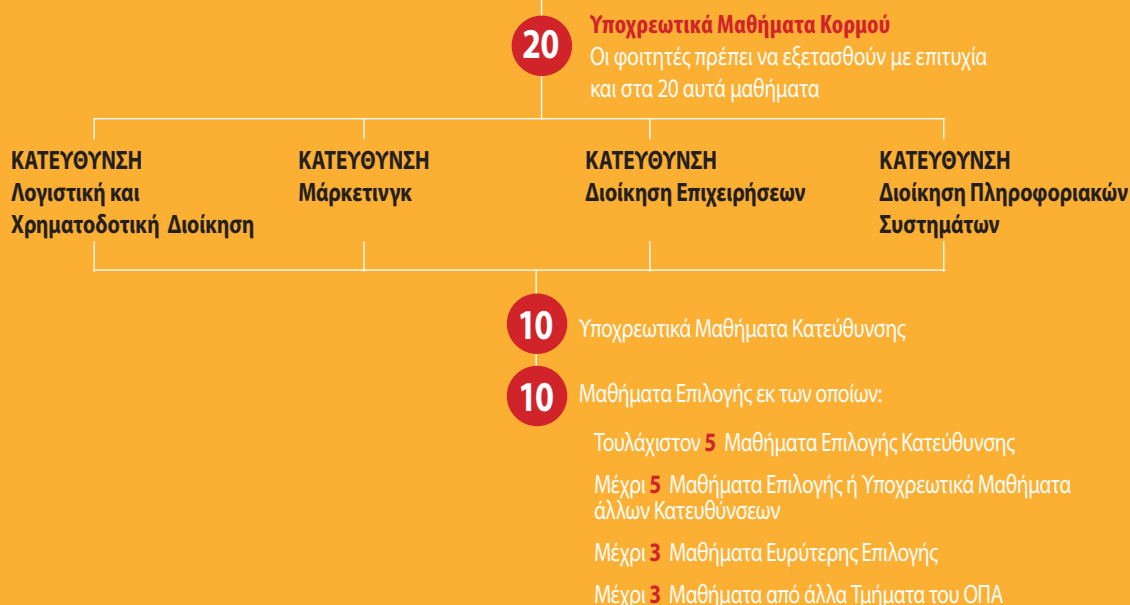 20
Υποχρεωτικά Μαθήματα Κορμού
Οι φοιτητές πρέπει να εξετασθούν με επιτυχία
και στα 20 αυτά μαθήματα
ΚΑΤΕΥΘΥΝΣΗ
Λογιστική και
Χρηματοδοτική Διοίκηση
ΚΑΤΕΥΘΥΝΣΗ
Μάρκετινγκ
ΚΑΤΕΥΘΥΝΣΗ
Διοίκηση Επιχειρήσεων
ΚΑΤΕΥΘΥΝΣΗ
Διοίκηση Πληροφοριακών
Συστημάτων
10 Υποχρεωτικά Μαθήματα Κατεύθυνσης
10 Μαθήματα Επιλογής εκ των οποίων:
Τουλάχιστον 5 Μαθήματα Επιλογής Κατεύθυνσης
Μέχρι 5 Μαθήματα Επιλογής ή Υποχρεωτικά Μαθήματα
άλλων Κατευθύνσεων
Μέχρι 3 Μαθήματα Ευρύτερης Επιλογής
Μέχρι 3 Μαθήματα από άλλα Τμήματα του ΟΠΑ